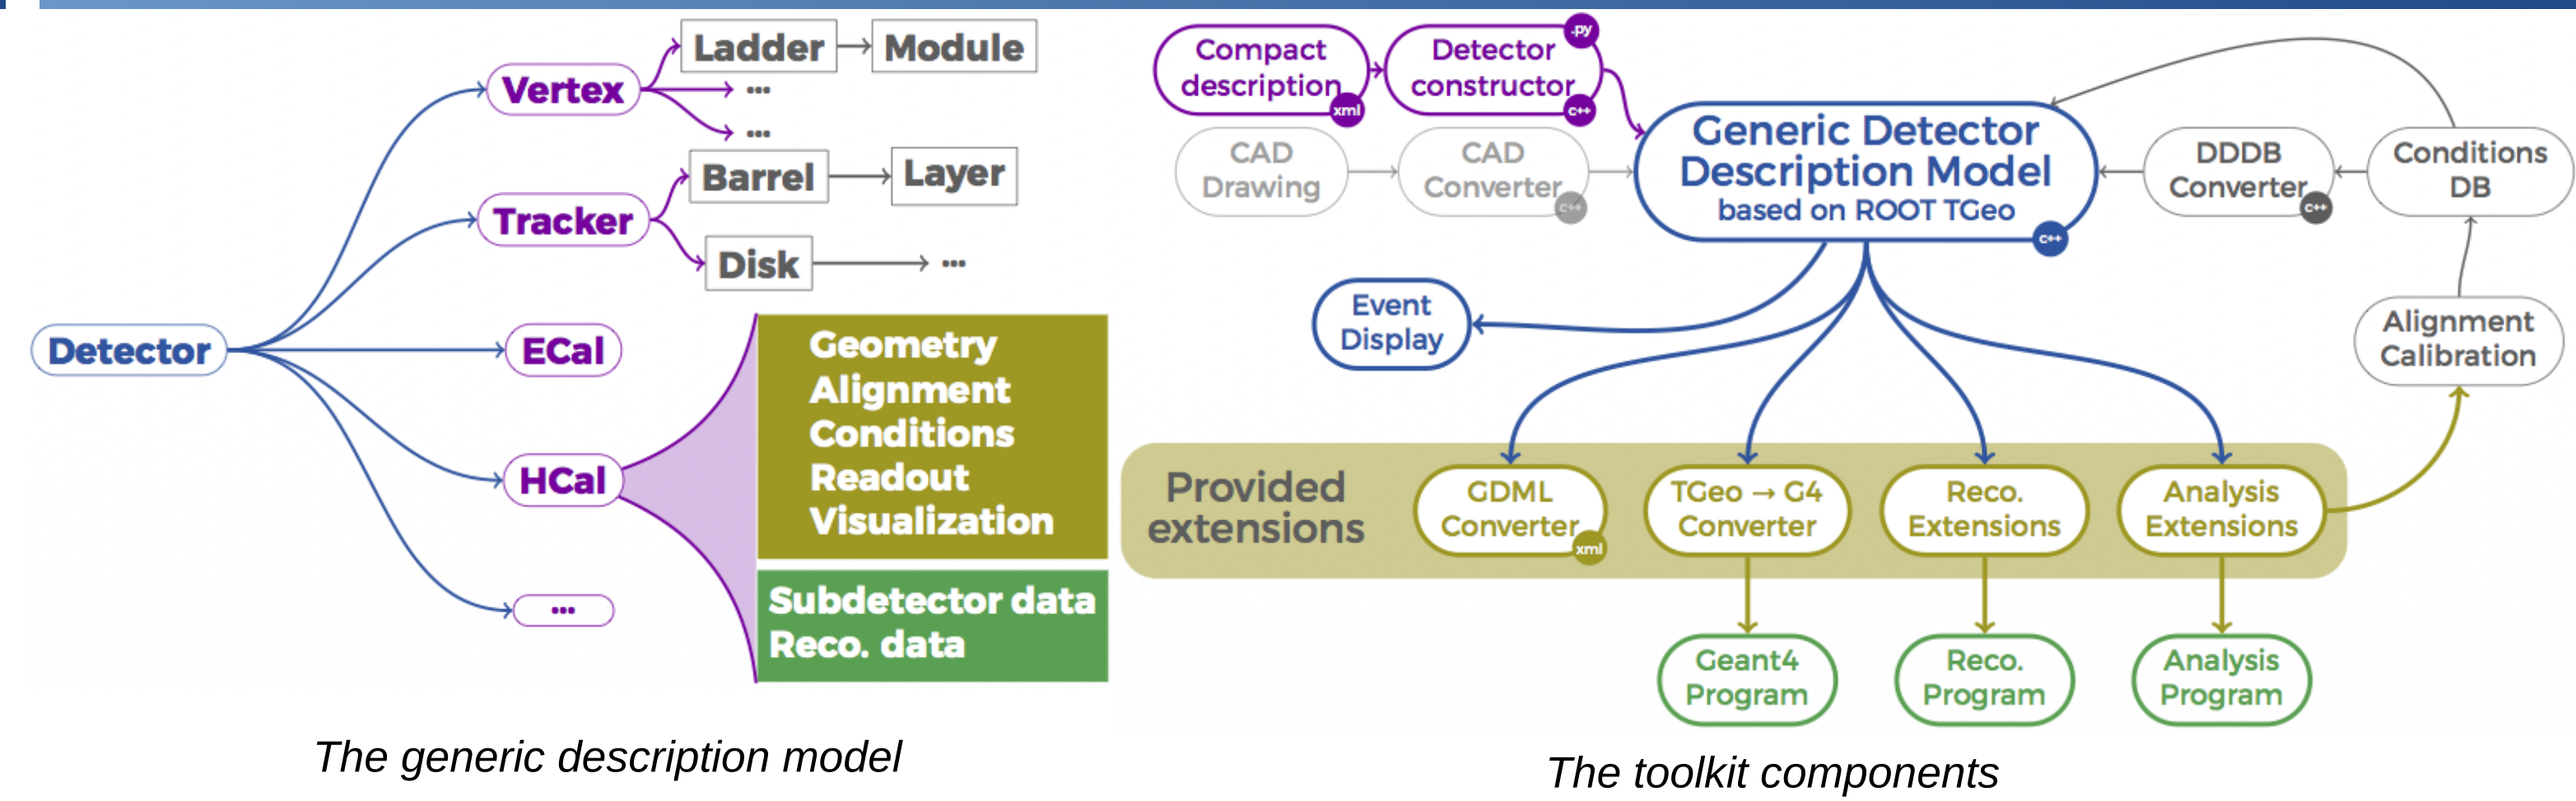 Detector
Vertex
Ladder
Module
...
...
Tracker
Barrel
Layer
Disk
...
ECal
HCal
...
Geometry
Alignment
Conditions
Readout
Visualization
Subdetector data
Reco. data
The generic description model
Compact
description
xml
Detector
constructor
.py
c++
CAD
Drawing
CAD
Converter
c++
Generic Detector
Description Model
based on ROOT TGeo
c++
DDDB
Converter
c++
Conditions
DB
Alignment
Calibration
Event
Display
Provided
extensions
GDML
Converter
xml
TGeo → G4
Converter
Reco.
Extensions
Analysis
Extensions
Geant4
Program
Reco.
Program
Analysis
Program
The toolkit components